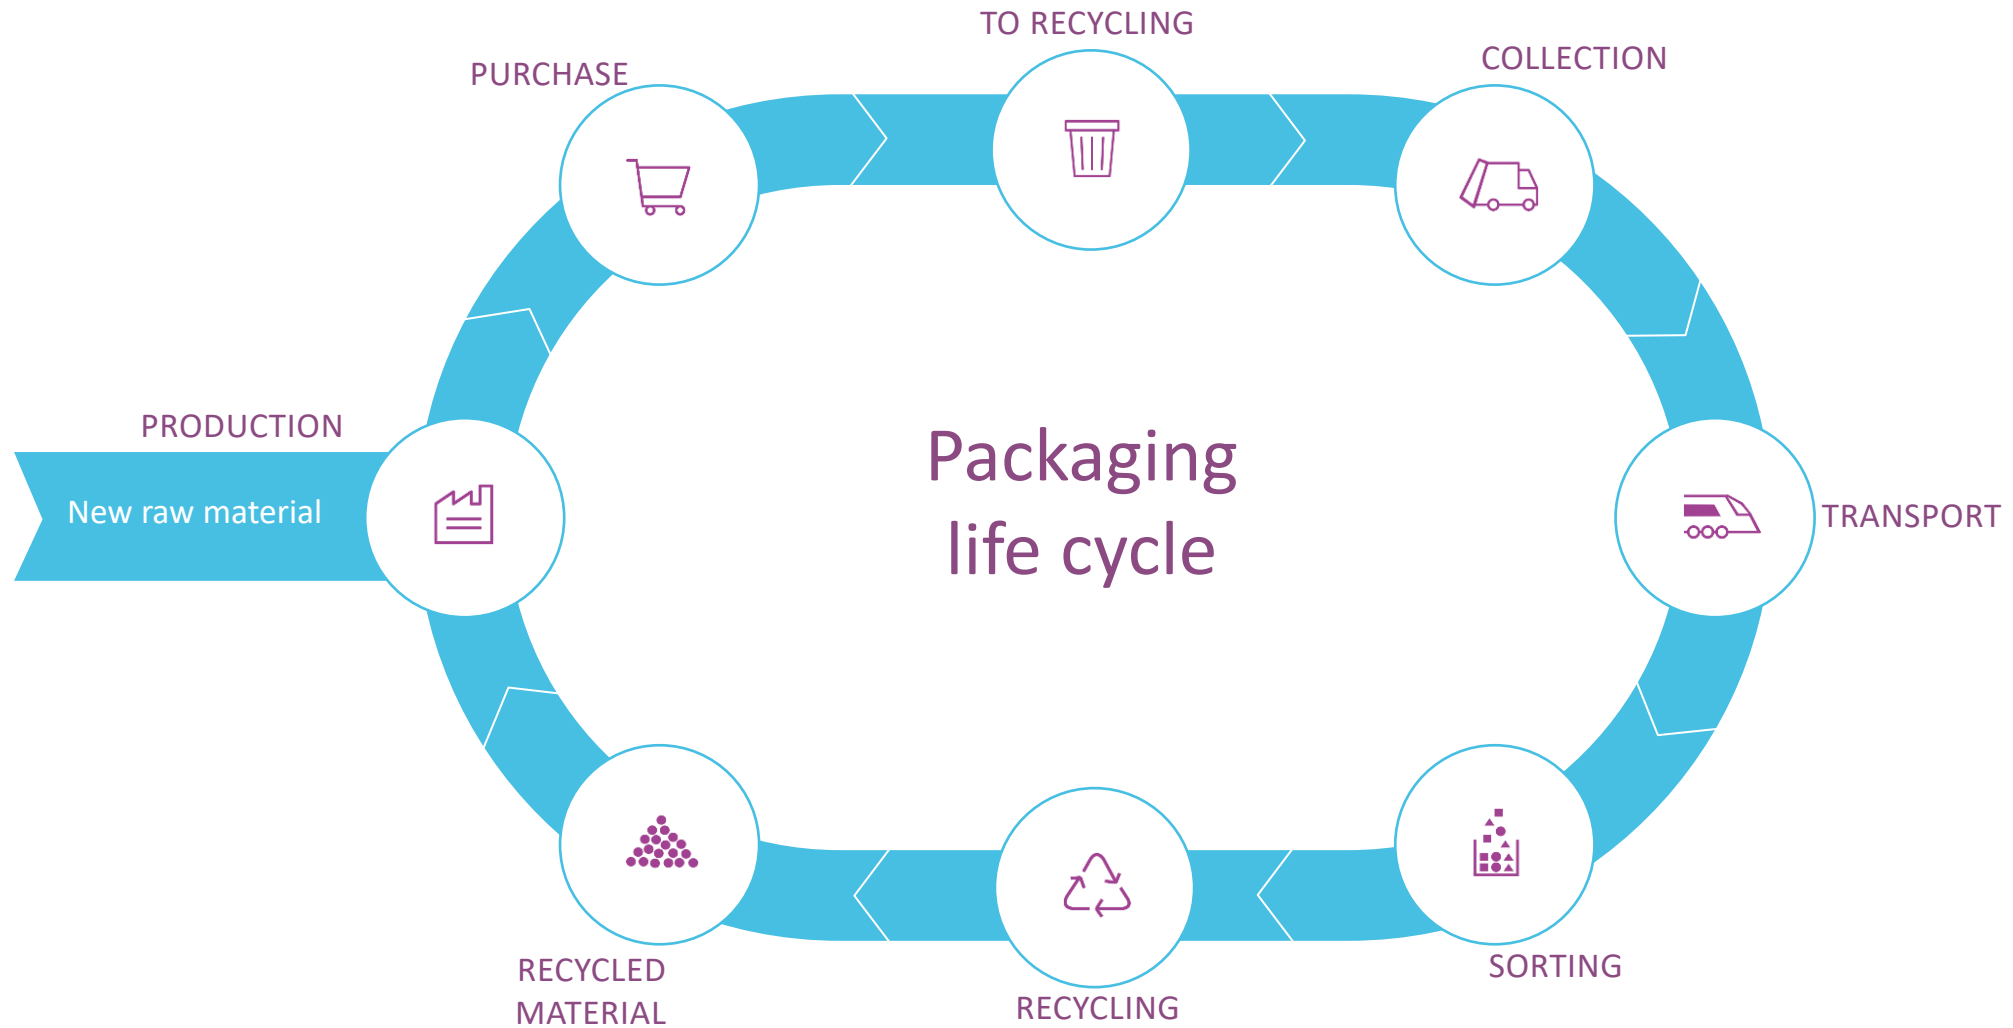 TO RECYCLING
PURCHASE
COLLECTION
PRODUCTION
New raw material
Packaging
life cycle
TRANSPORT
RECYCLED
MATERIAL
RECYCLING
SORTING